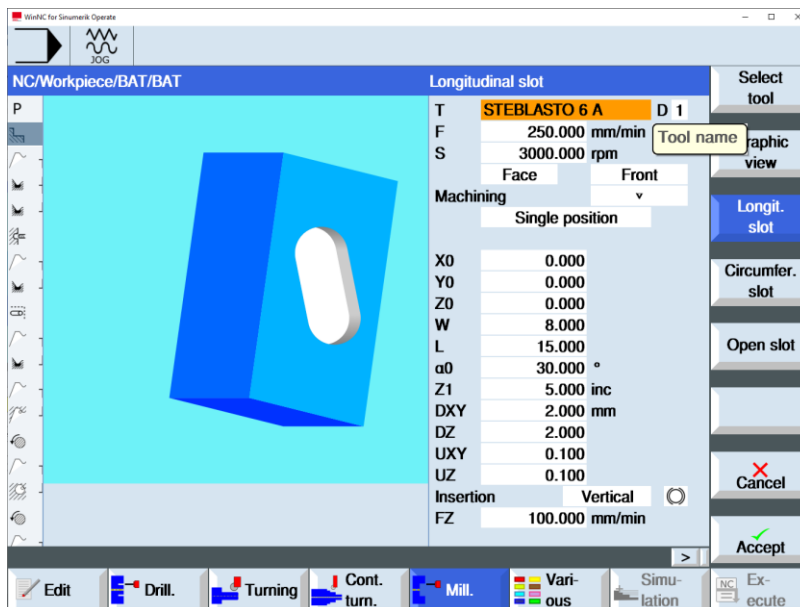 WinNC for Sinumerik Operate
JOG
NC/Workpiece/BAT/BAT
Longitudinal slot
Select tool
P
T STEBLASTO 6 A D 1
F 250.000 mm/min
Tool name
S 3000.000 rpm
view
Face Front
Machining v
Longit. slot
Single position
X0 0.000
Y0 0.000
Circumfer. slot
Z0 0.000
W 8.000
L 15.000
Open slot
α0 30.000 °
Z1 5.000 inc
DXY 2.000 mm
DZ 2.000
UXY 0.100
UZ 0.100
Cancel
Insertion Vertical
FZ 100.000 mm/min
Accept
>
Edit
Drill.
Turning
Cont. turn.
Mill.
Vari- ous
Simu- lation
NC Ex- ecute